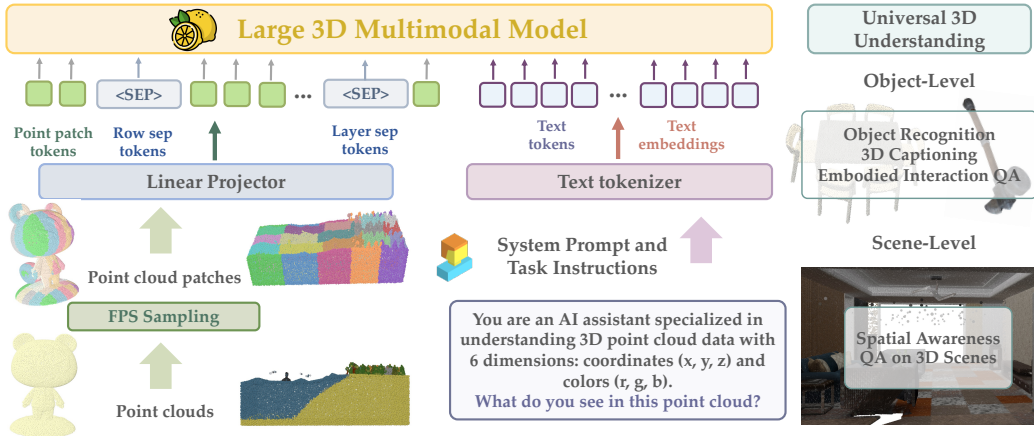 Large 3D Multimodal Model
<SEP>
...
<SEP>
...
Point patch
tokens
Row sep
tokens
Layer sep
tokens
Text
tokens
Text
embeddings
Linear Projector
Text tokenizer
Point cloud patches
System Prompt and
Task Instructions
FPS Sampling
Point clouds
You are an AI assistant specialized in
understanding 3D point cloud data with
6 dimensions: coordinates (x, y, z) and
colors (r, g, b).
What do you see in this point cloud?
Universal 3D
Understanding
Object-Level
Object Recognition
3D Captioning
Embodied Interaction QA
Scene-Level
Spatial Awareness
QA on 3D Scenes